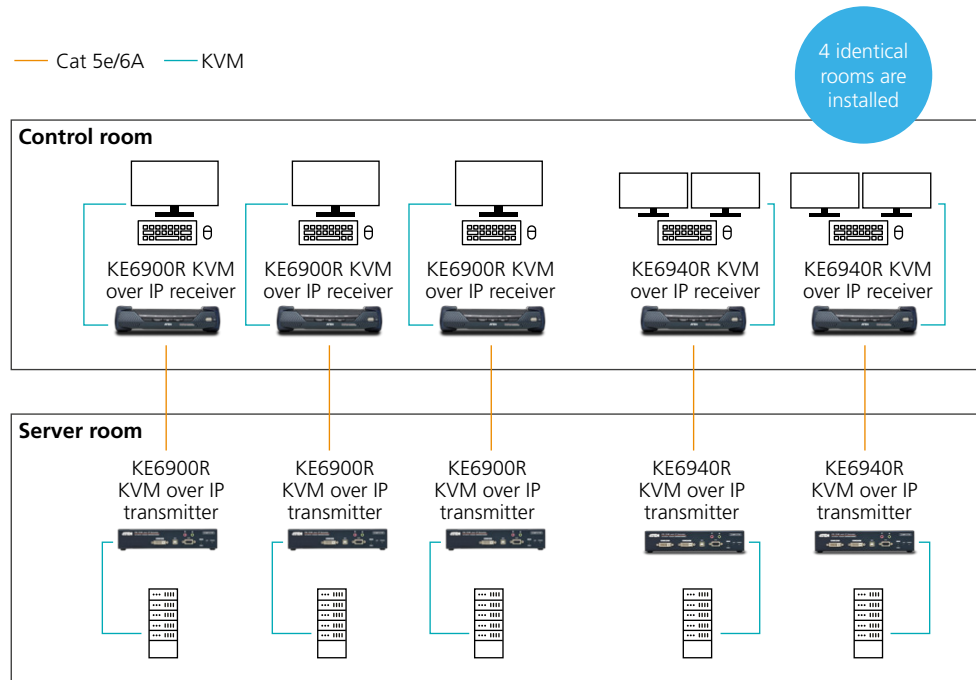 Cat 5e/6A
KVM
4 identical
rooms are
installed
Control room
KE6900R KVM
over IP receiver
KE6900R KVM
over IP receiver
KE6900R KVM
over IP receiver
KE6940R KVM
over IP receiver
KE6940R KVM
over IP receiver
Server room
KE6900R
KVM over IP
transmitter
KE6900R
KVM over IP
transmitter
KE6900R
KVM over IP
transmitter
KE6940R
KVM over IP
transmitter
KE6940R
KVM over IP
transmitter